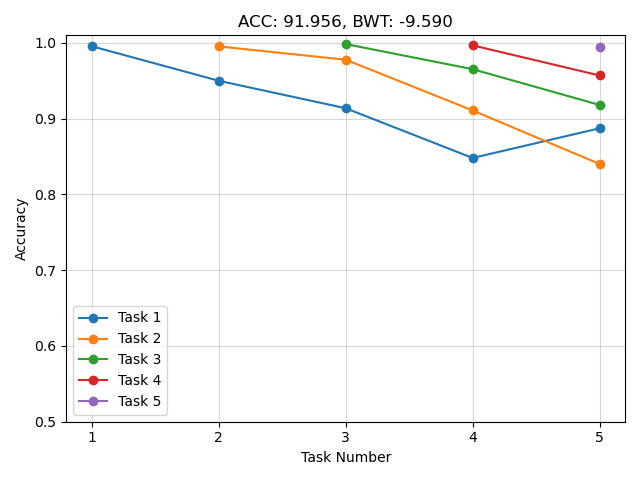 ACC: 91.956, BWT: -9.590
1.0
0.9
0.8
0.7
0.6
0.5
Accuracy
Task 1
Task 2
Task 3
Task 4
Task 5
1 2 3 4 5
Task Number